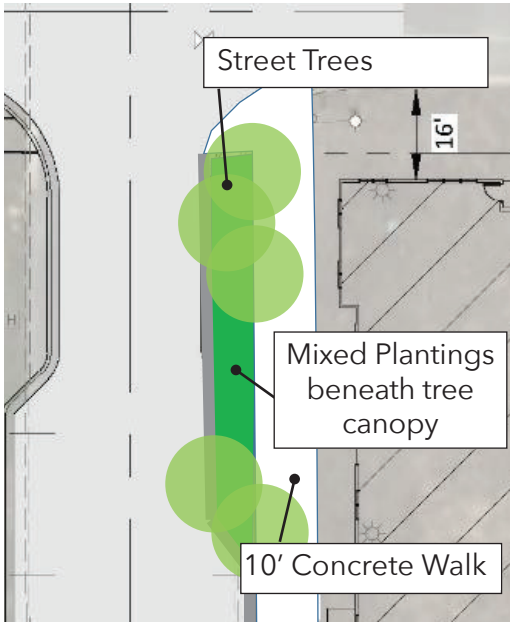 Street Trees
16'
Mixed Plantings
beneath tree
canopy
H
10’ Concrete Walk